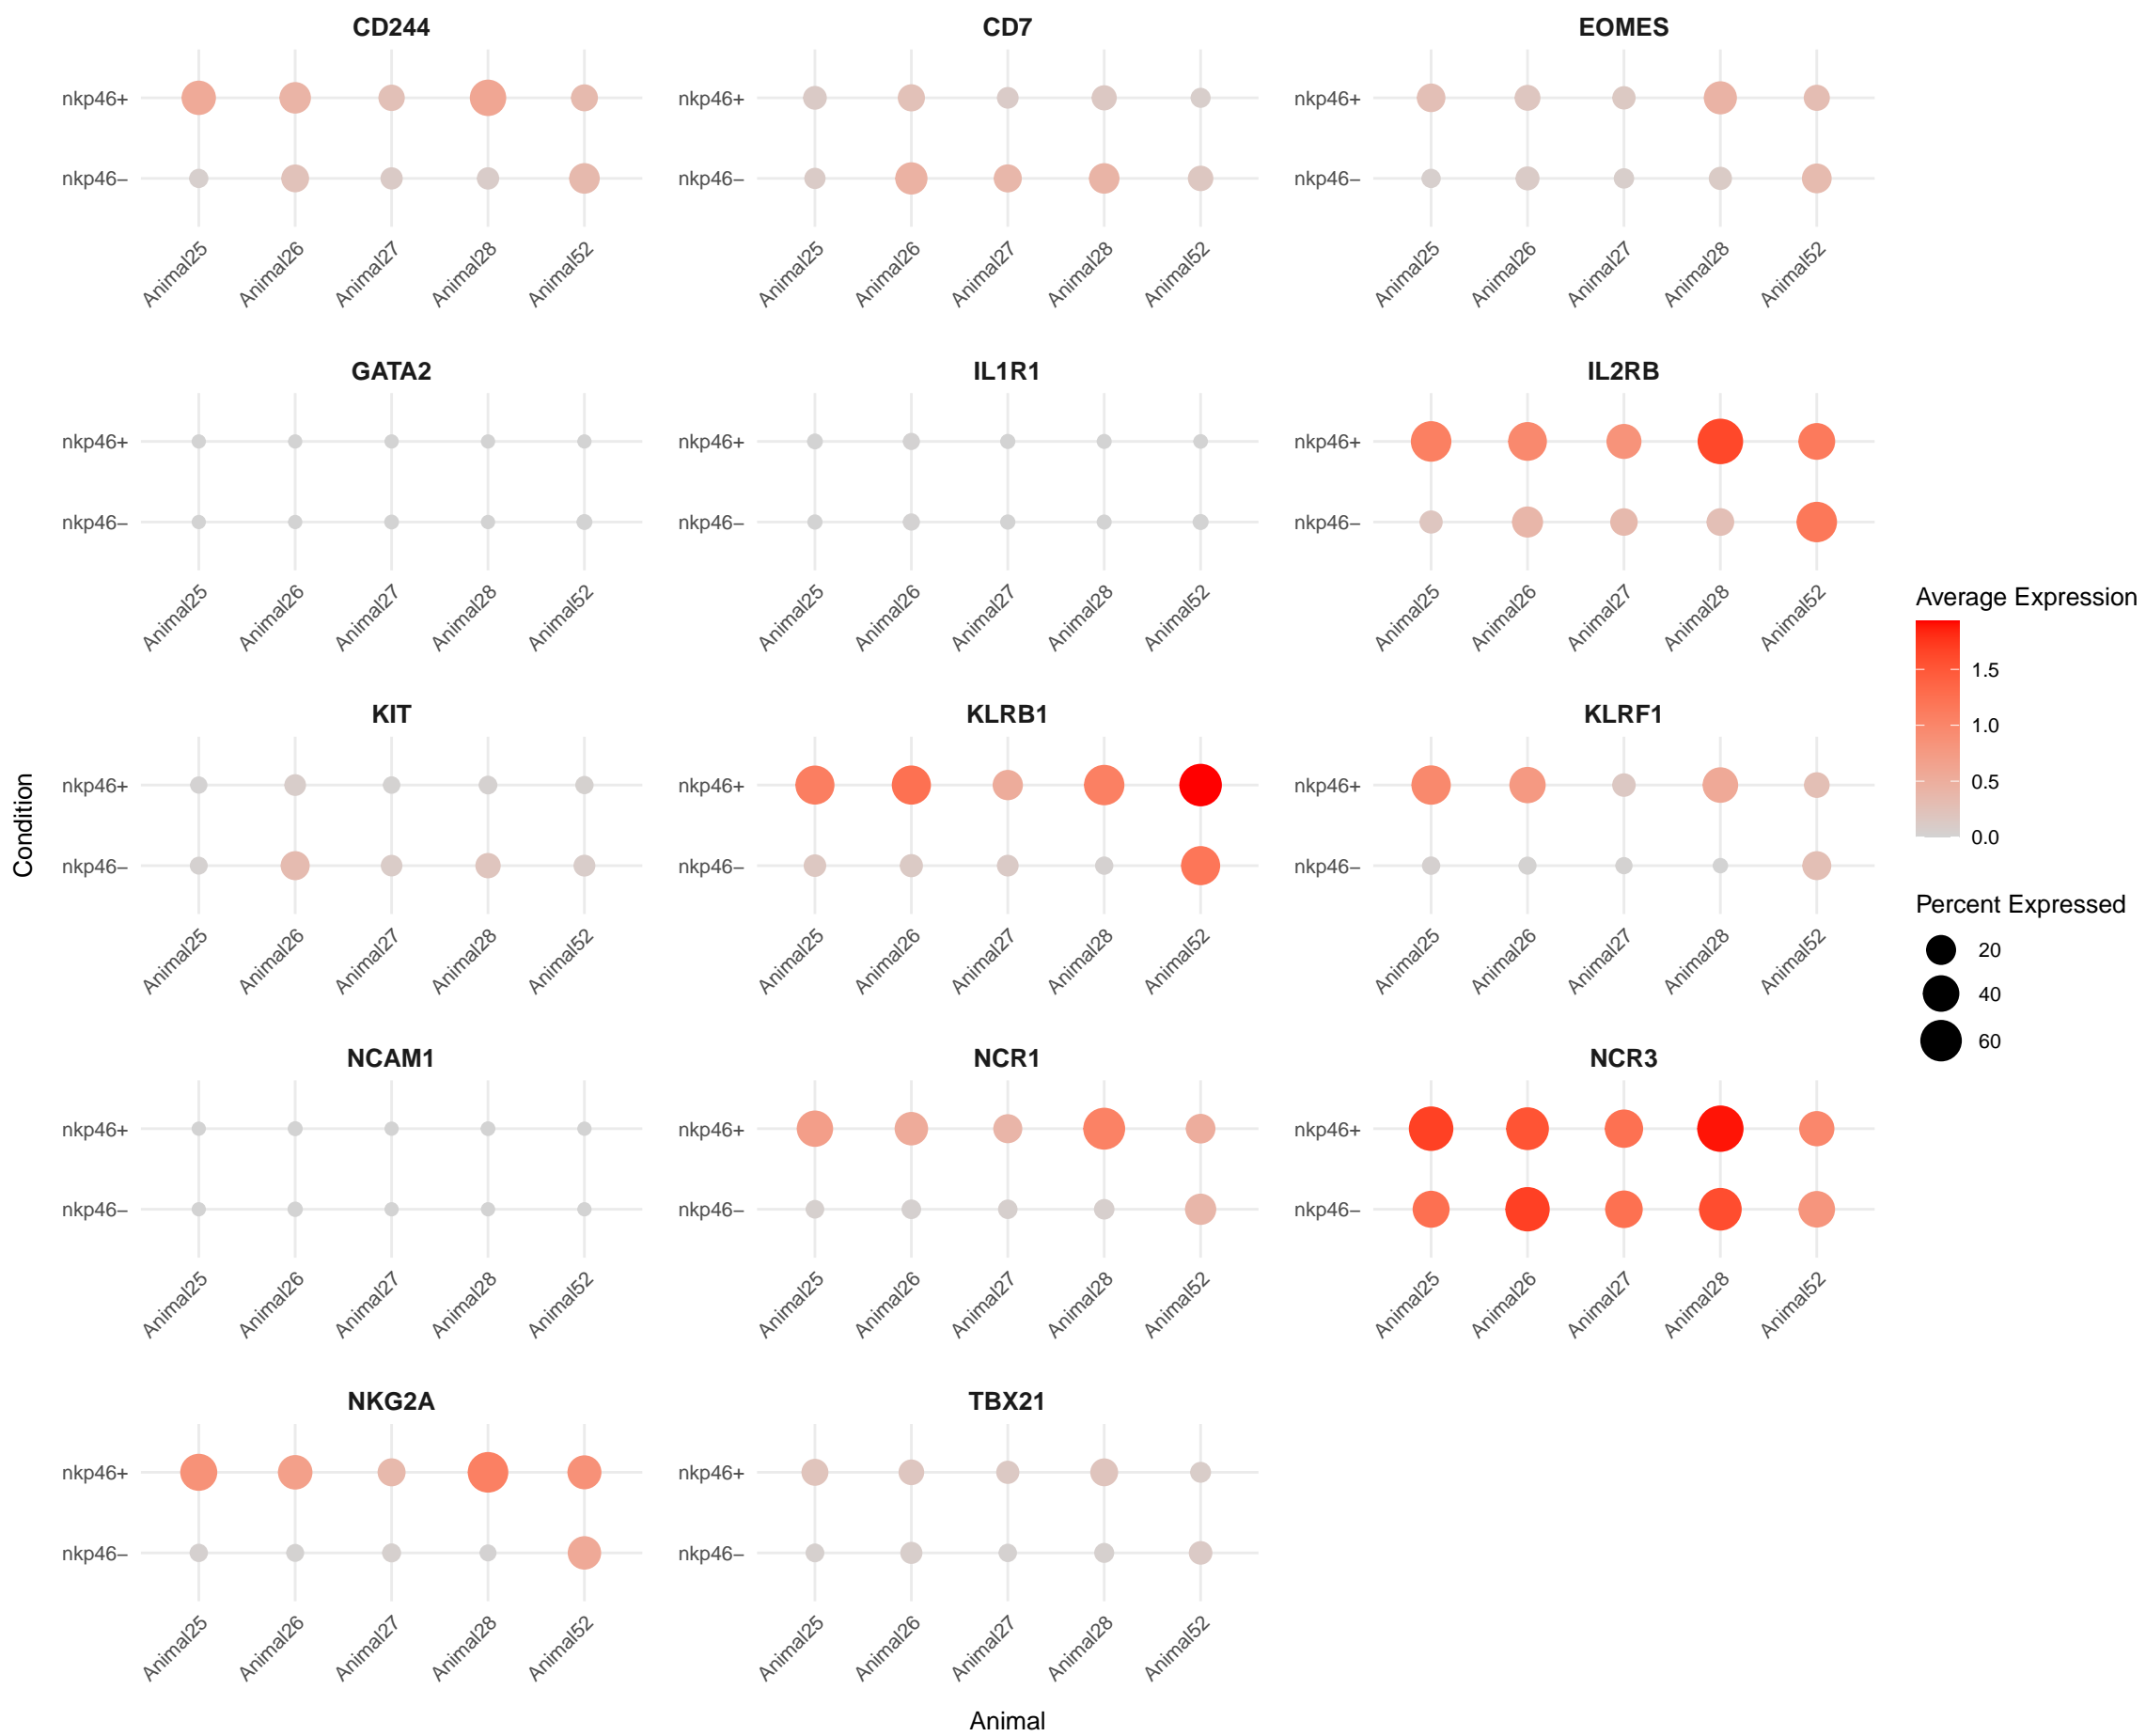 CD244
CD7
EOMES
nkp46+
nkp46–
nkp46+
nkp46–
nkp46+
nkp46–
Animal25
Animal26
Animal27
Animal28
Animal52
Animal25
Animal26
Animal27
Animal28
Animal52
Animal25
Animal26
Animal27
Animal28
Animal52
GATA2
IL1R1
IL2RB
nkp46+
nkp46–
nkp46+
nkp46–
nkp46+
nkp46–
Animal25
Animal26
Animal27
Animal28
Animal52
Animal25
Animal26
Animal27
Animal28
Animal52
Animal25
Animal26
Animal27
Animal28
Animal52
KIT
KLRB1
KLRF1
nkp46+
nkp46–
nkp46+
nkp46–
nkp46+
nkp46–
Animal25
Animal26
Animal27
Animal28
Animal52
Animal25
Animal26
Animal27
Animal28
Animal52
Animal25
Animal26
Animal27
Animal28
Animal52
NCAM1
NCR1
NCR3
nkp46+
nkp46–
nkp46+
nkp46–
nkp46+
nkp46–
Animal25
Animal26
Animal27
Animal28
Animal52
Animal25
Animal26
Animal27
Animal28
Animal52
Animal25
Animal26
Animal27
Animal28
Animal52
NKG2A
TBX21
nkp46+
nkp46–
nkp46+
nkp46–
Animal25
Animal26
Animal27
Animal28
Animal52
Animal25
Animal26
Animal27
Animal28
Animal52
Condition
Animal
Average Expression
1.5
1.0
0.5
0.0
Percent Expressed
20
40
60